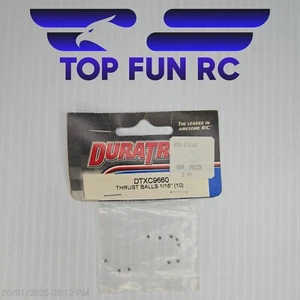 TOP FUN RC
THE LEADER IN
AWESOME R/C
DURATR
DTXC9660
THRUST BALLS 1/16" (10)
20/01/2025 05:12 PM